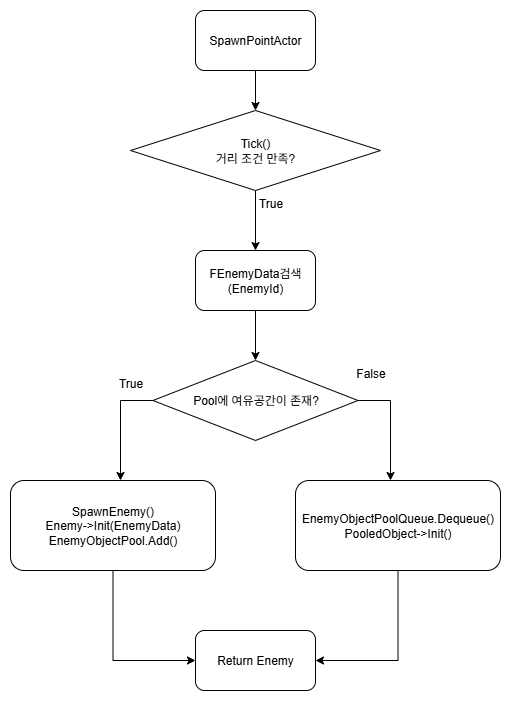 SpawnPointActor
Tick()
거리 조건 만족?
True
FEnemyData검색
(EnemyId)
True
False
Pool에 여유공간이 존재?
SpawnEnemy()
Enemy->Init(EnemyData)
EnemyObjectPool.Add()
EnemyObjectPoolQueue.Dequeue()
PooledObject->Init()
Return Enemy